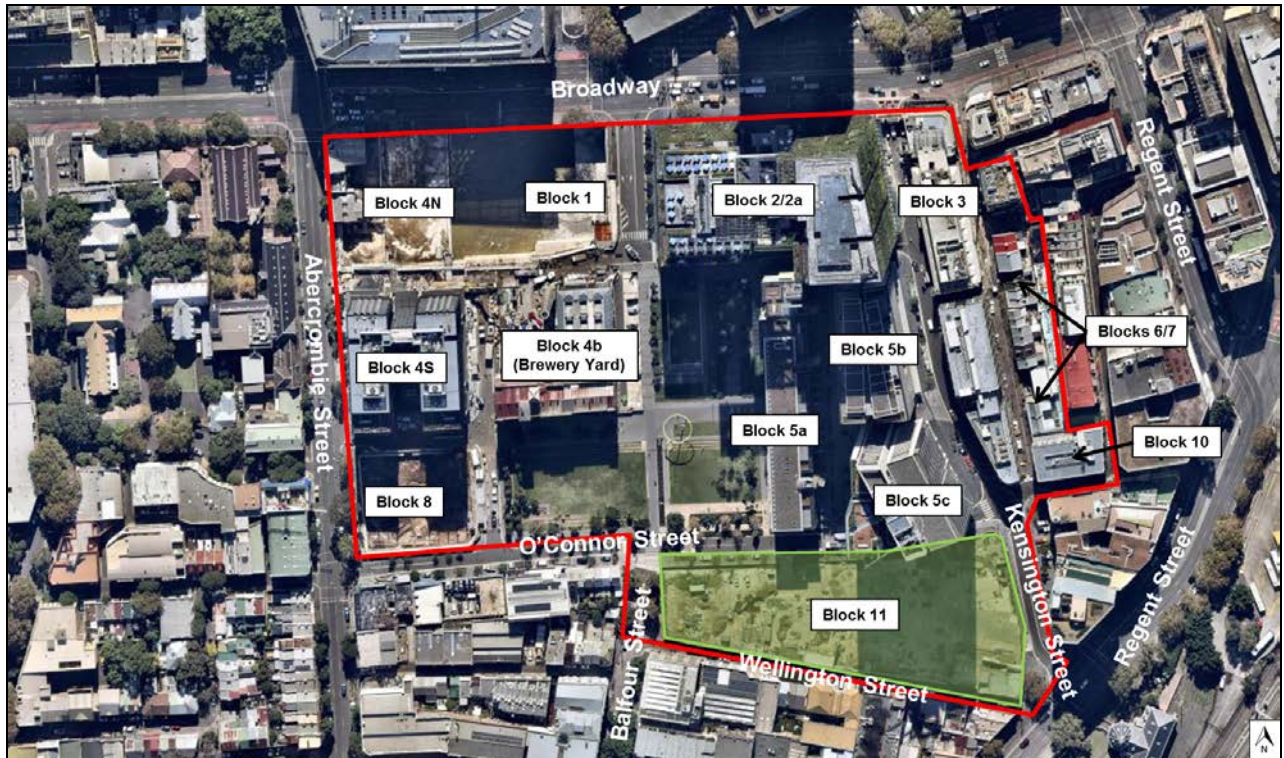 Broadway
Regent Street
Block 4N
Block 1
Block 2/2a
Block 3
Abercrombie Street
Block 4S
Block 4b
(Brewery Yard)
Block 5b
Blocks 6/7
Block 5a
Block 10
Block 8
Block 5c
O'Connor Street
Kensington Street
Regent Street
Block 11
Balfour Street
Wellington Street
N